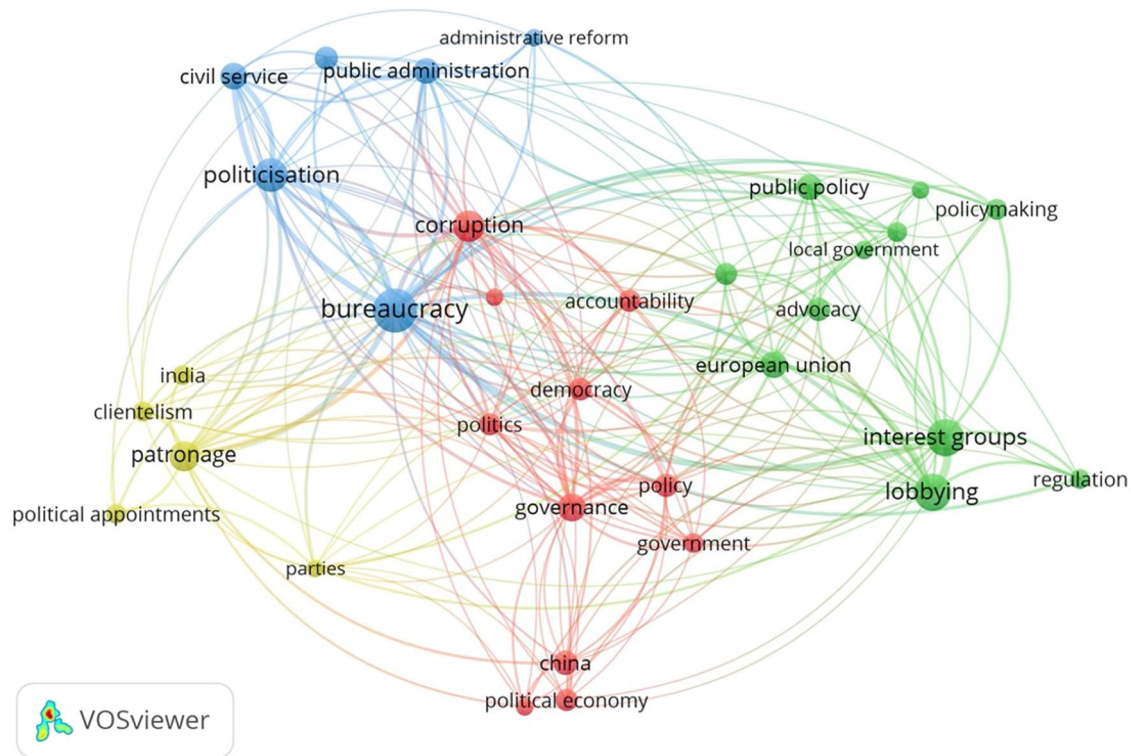 administrative reform
civil service
public administration
politicisation
public policy
policymaking
corruption
local government
bureaucracy
accountability
advocacy
european union
india
democracy
clientelism
politics
interest groups
patronage
regulation
policy
lobbying
political appointments
governance
government
parties
china
political economy
VOSviewer